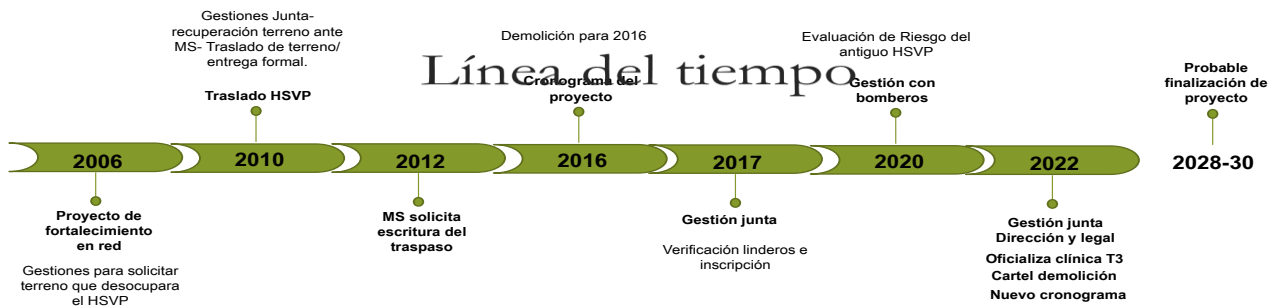 Línea del tiempo
Gestiones Junta-
recuperación terreno ante
MS- Traslado de terreno/
entrega formal.
Traslado HSVP
Demolición para 2016
Cronograma del
proyecto
Evaluación de Riesgo del
antiguo HSVP
Gestión con
bomberos
Probable
finalización de
proyecto
2006
2010
2012
2016
2017
2020
2022
2028-30
Proyecto de
fortalecimiento
en red
Gestiones para solicitar
terreno que desocupara
el HSVP
MS solicita
escritura del
traspaso
Gestión junta
Verificación linderos e
inscripción
Gestión junta
Dirección y legal
Oficializa clínica T3
Cartel demolición
Nuevo cronograma